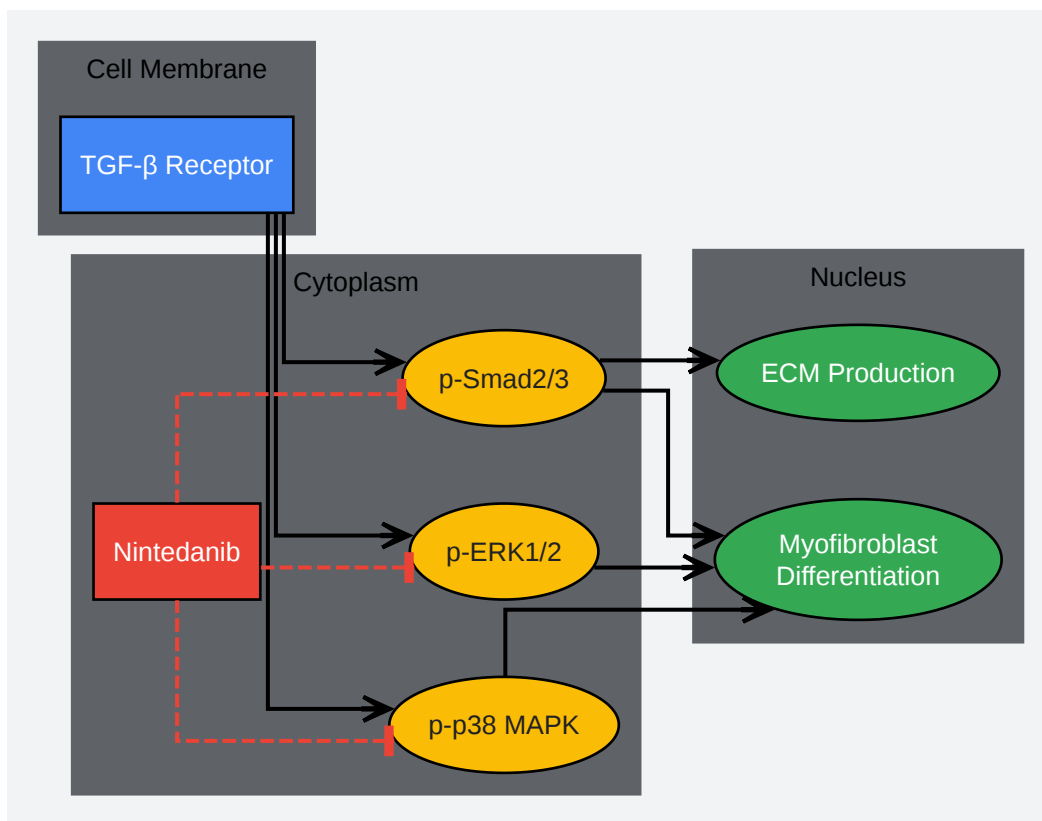 Cell Membrane
TGF-β Receptor
Cytoplasm
Nucleus
p-Smad2/3
ECM Production
Nintedanib
p-ERK1/2
Myofibroblast
Differentiation
p-p38 MAPK